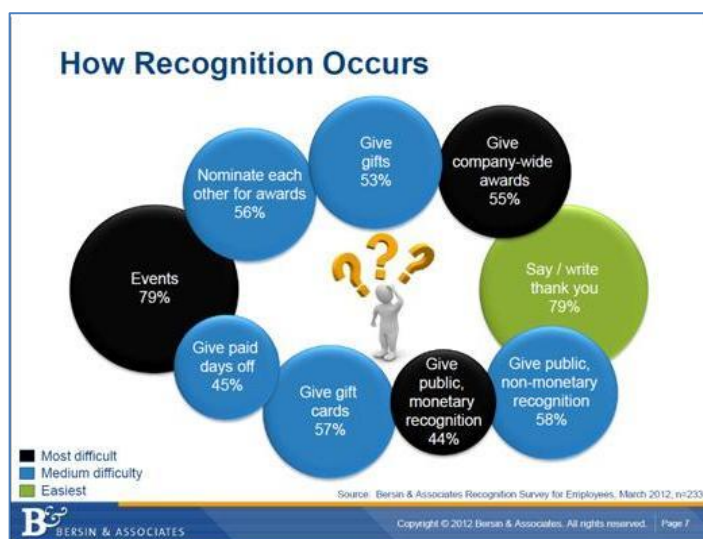 How Recognition Occurs
Give
gifts
53%
Give
company-wide
awards
55%
Nominate each
other for awards
56%
Events
79%
Say / write
thank you
79%
Give paid
days off
45%
Give gift
cards
57%
Give
public,
monetary
recognition
44%
Give public,
non-monetary
recognition
58%
Most difficult
Medium difficulty
Easiest
Source: Bersin & Associates Recognition Survey for Employees, March 2012, n=233
B&
BERSIN & ASSOCIATES
Copyright © 2012 Bersin & Associates. All rights reserved. Page 7